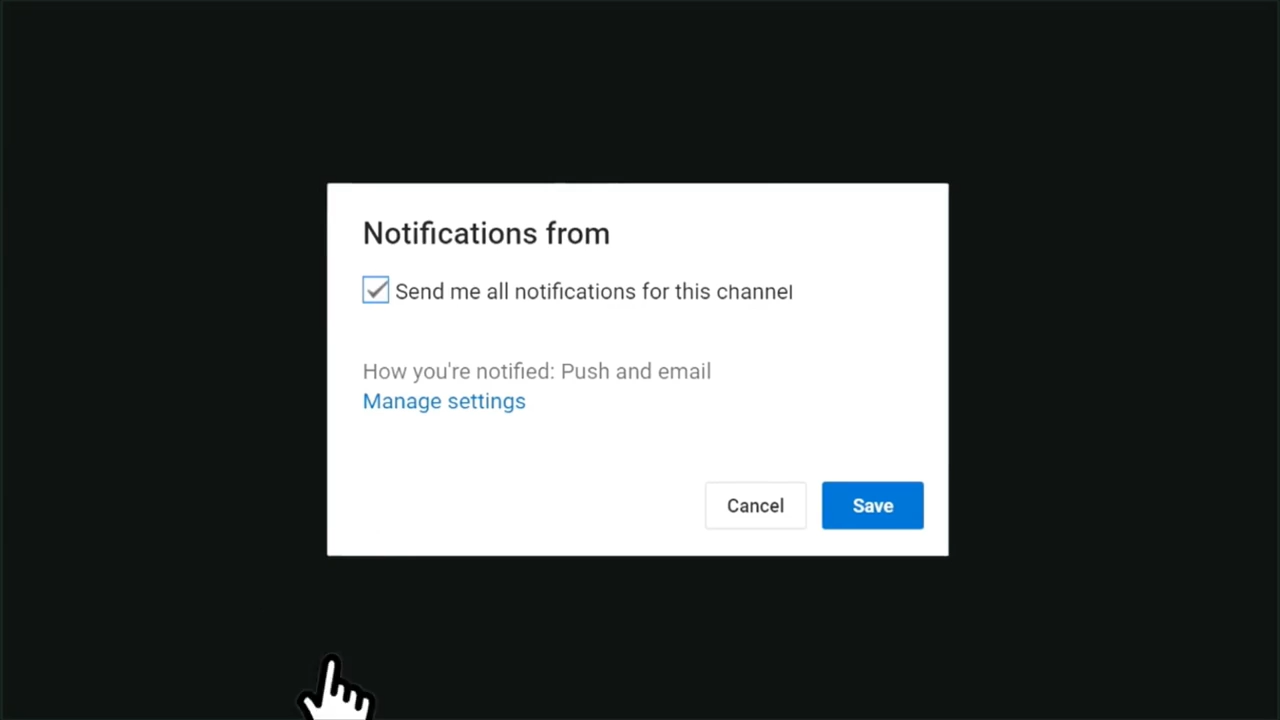 Notifications from
Send me all notifications for this channel
How you're notified: Push and email
Manage settings
Cancel
Save